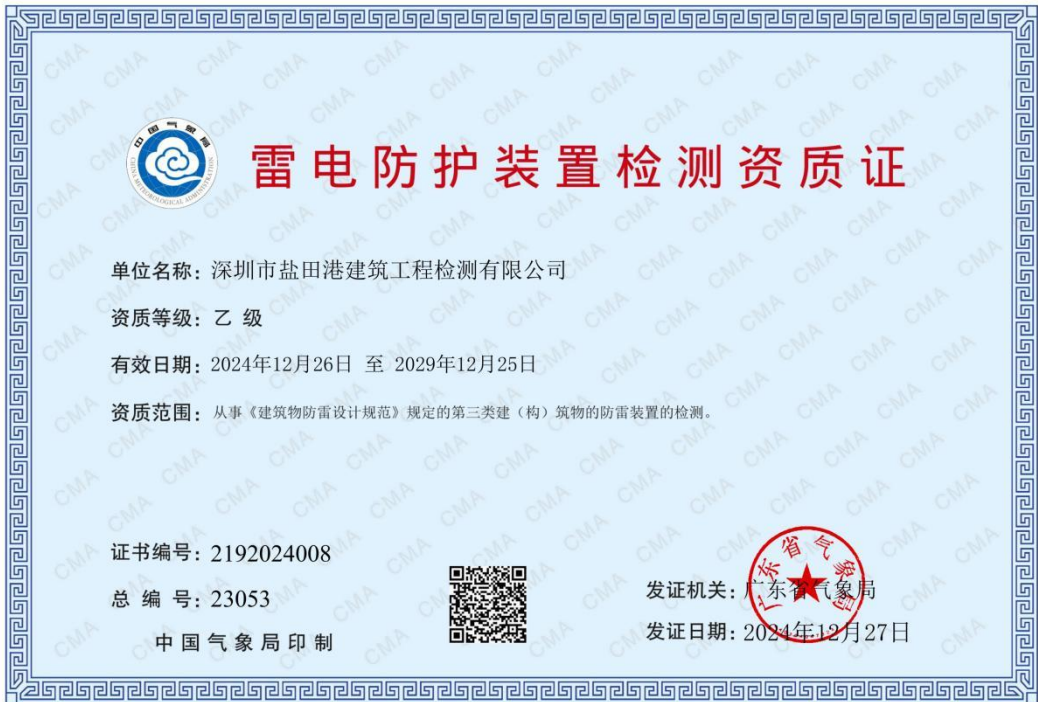 雷电防护装置检测资质证
中国气象局
CHINA METEOROLOGICAL ADMINISTRATION
单位名称：深圳市盐田港建筑工程检测有限公司
资质等级：乙 级
有效日期：2024年12月26日 至 2029年12月25日
资质范围：从事《建筑物防雷设计规范》规定的第三类建（构）筑物的防雷装置的检测。
证书编号：2192024008
总 编 号：23053
中国气象局印制
发证机关：广东省气象局
发证日期：2024年12月27日
广东省气象局
CMA